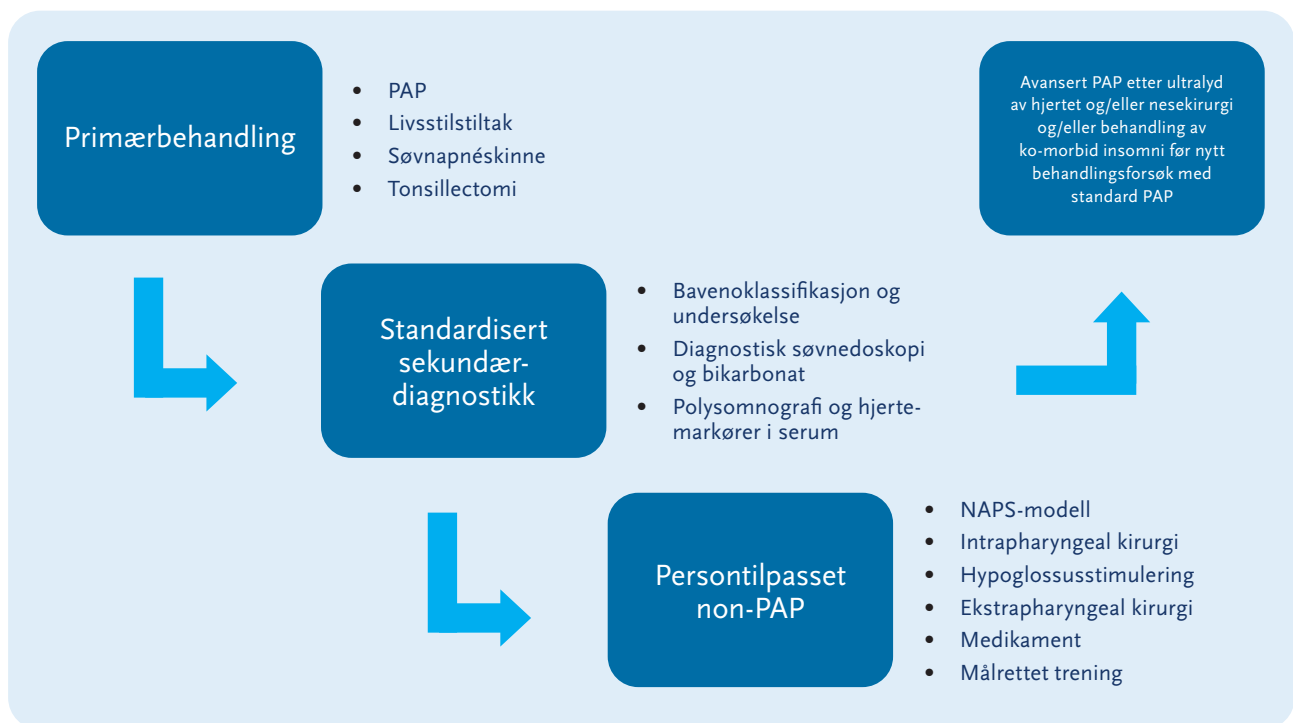 Primærbehandling
• PAP
• Livsstilstiltak
• Søvnapnéskinne
• Tonsillectomi
Avansert PAP etter ultralyd
av hjertet og/eller nesekirurgi
og/eller behandling av
ko-morbid insomni før nytt
behandlingsforsøk med
standard PAP
Standardisert
sekundær-
diagnostikk
• Bavenoklassifikasjon og
undersøkelse
• Diagnostisk søvnedoskopi
og bikarbonat
• Polysomnografi og hjerte-
markører i serum
Persontilpasset
non-PAP
• NAPS-modell
• Intrapharyngeal kirurgi
• Hypoglossusstimulering
• Ekstrapharyngeal kirurgi
• Medikament
• Målrettet trening